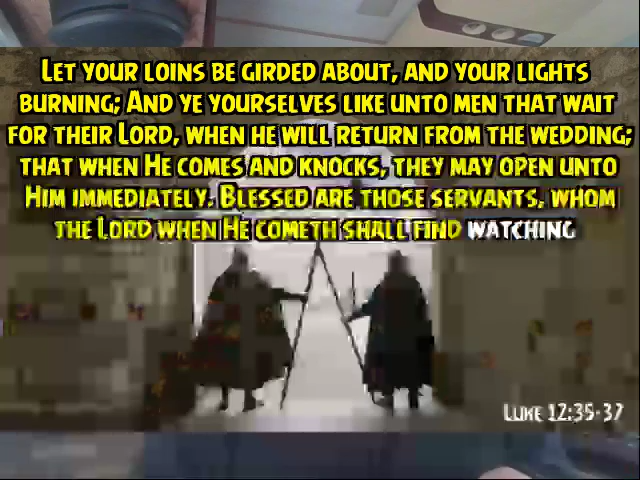 Let your loins be girded about, and your lights
burning; And ye yourselves like unto men that wait
for their Lord, when he will return from the wedding;
that when He comes and knocks, they may open unto
Him immediately. Blessed are those servants, whom
the Lord when He cometh shall find watching
Luke 12:35-37